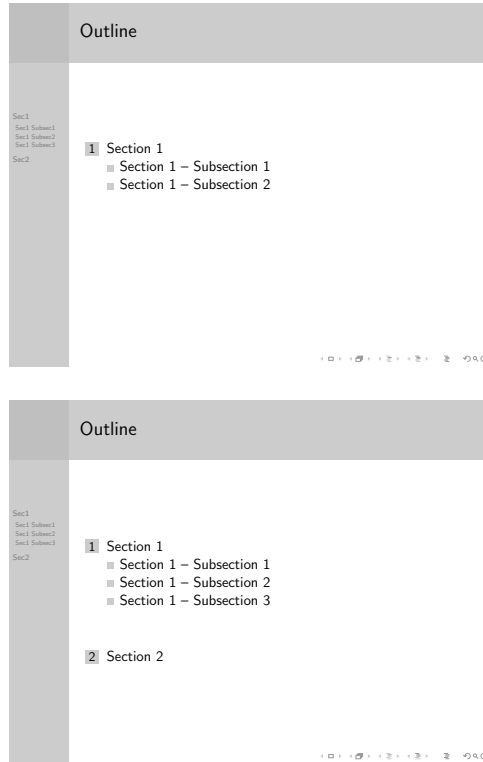 Outline
Sec1
Sec1 Subsec1
Sec1 Subsec2
Sec1 Subsec3
Sec2
1 Section 1
Section 1 – Subsection 1
Section 1 – Subsection 2
Outline
Sec1
Sec1 Subsec1
Sec1 Subsec2
Sec1 Subsec3
Sec2
1 Section 1
Section 1 – Subsection 1
Section 1 – Subsection 2
Section 1 – Subsection 3
2 Section 2